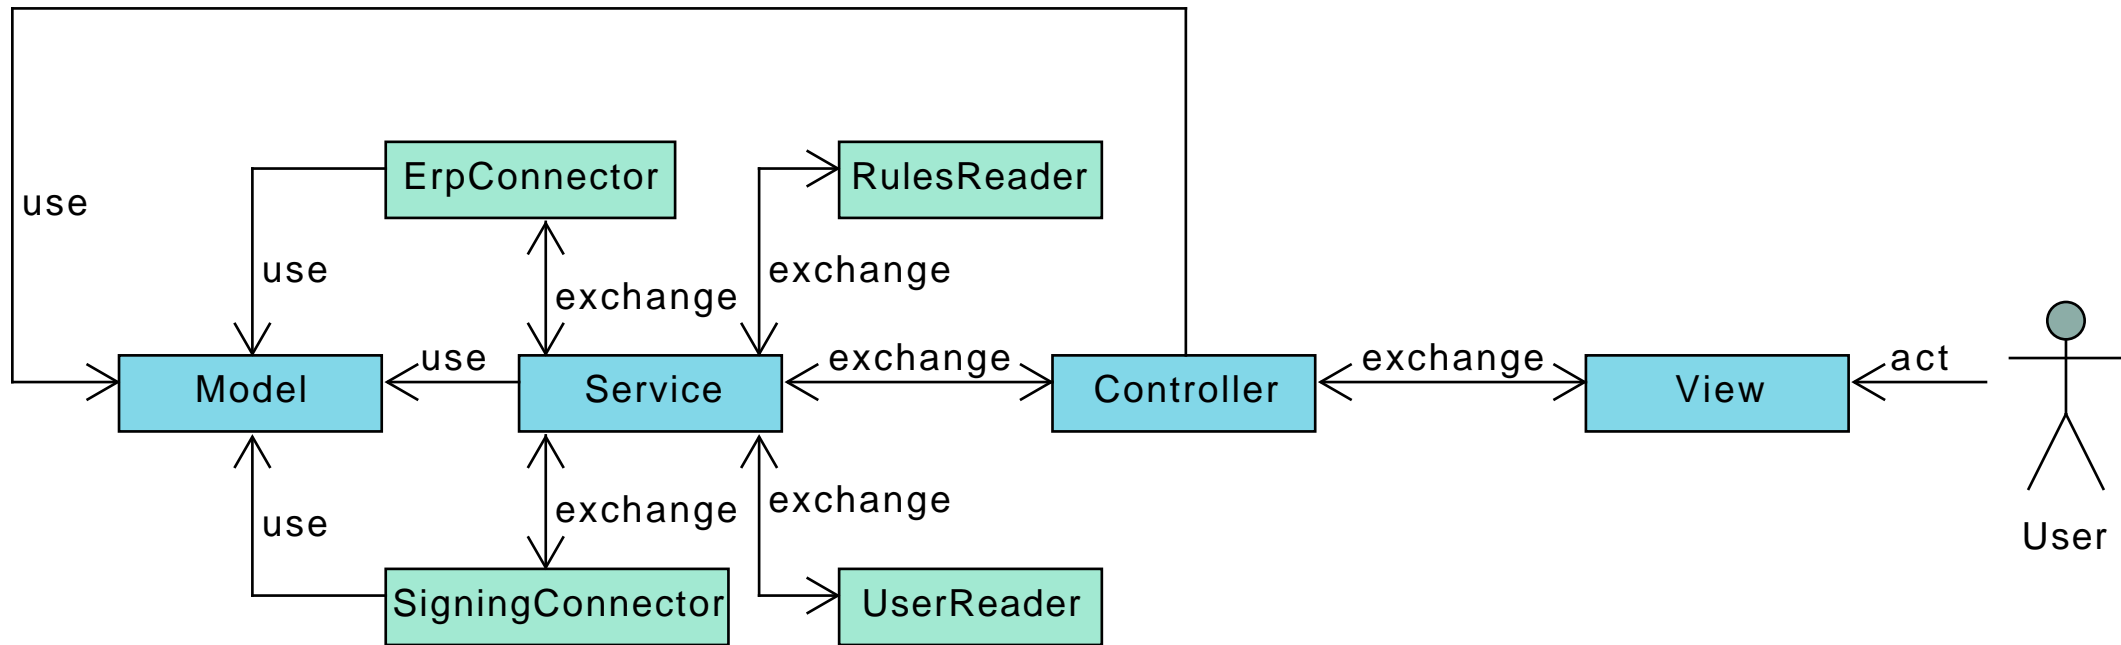 use
ErpConnector
RulesReader
use
exchange
exchange
use
exchange
exchange
act
Model
Service
Controller
View
use
exchange
exchange
User
SigningConnector
UserReader